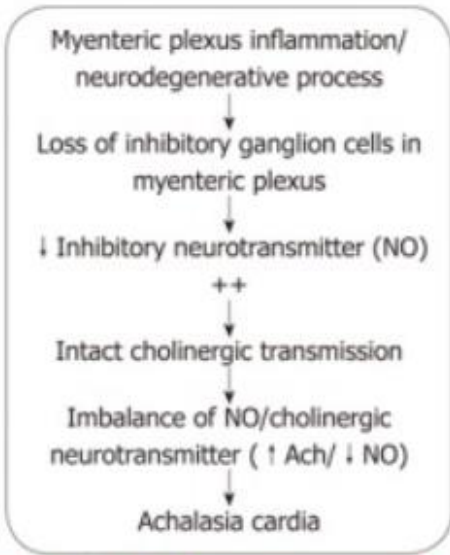 Myenteric plexus inflammation/
neurodegenerative process
Loss of inhibitory ganglion cells in
myenteric plexus
↓ Inhibitory neurotransmitter (NO)
++
Intact cholinergic transmission
Imbalance of NO/cholinergic
neurotransmitter ( ↑ Ach/ ↓ NO)
Achalasia cardia